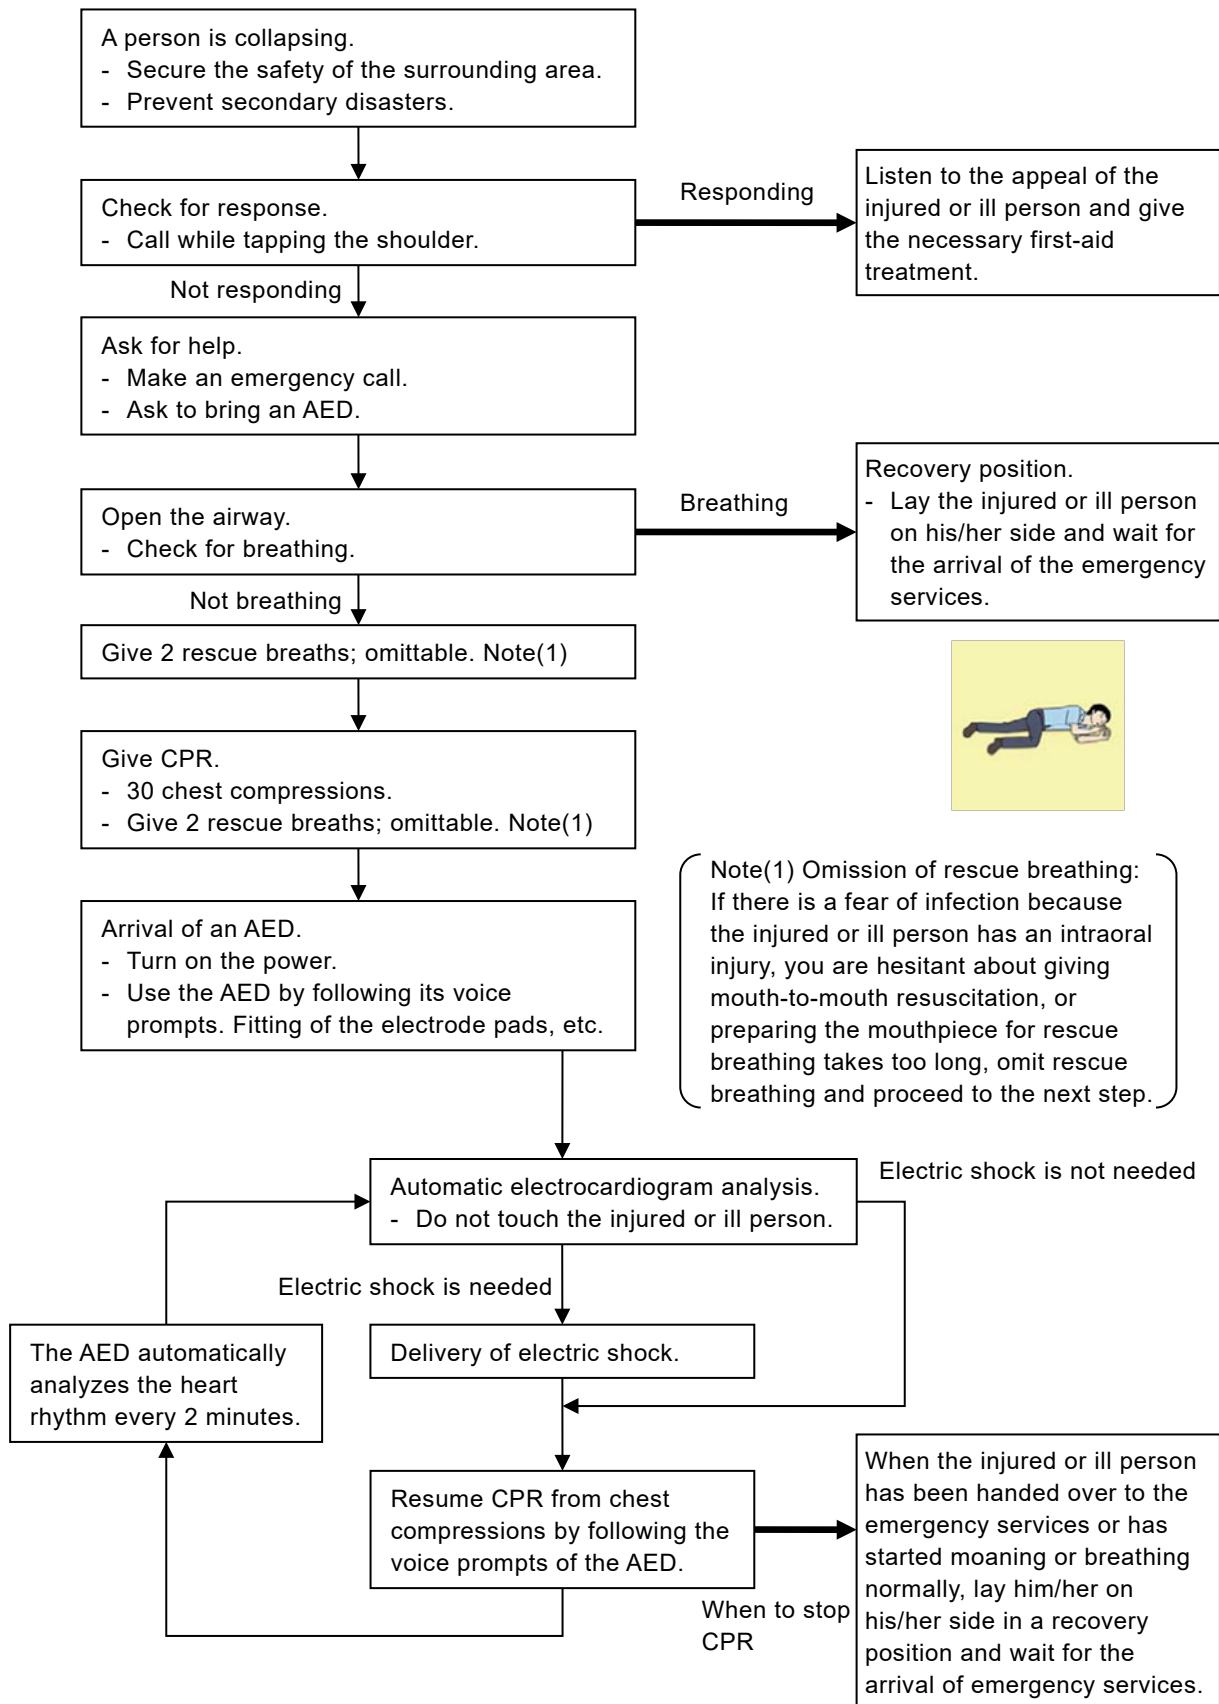 A person is collapsing.
- Secure the safety of the surrounding area.
- Prevent secondary disasters.
Check for response.
- Call while tapping the shoulder.
Responding
Listen to the appeal of the
injured or ill person and give
the necessary first-aid
treatment.
Not responding
Ask for help.
- Make an emergency call.
- Ask to bring an AED.
Open the airway.
- Check for breathing.
Breathing
Recovery position.
- Lay the injured or ill person
on his/her side and wait for
the arrival of the emergency
services.
Not breathing
Give 2 rescue breaths; omittable. Note(1)
Give CPR.
- 30 chest compressions.
- Give 2 rescue breaths; omittable. Note(1)
Note(1) Omission of rescue breathing:
If there is a fear of infection because
the injured or ill person has an intraoral
injury, you are hesitant about giving
mouth-to-mouth resuscitation, or
preparing the mouthpiece for rescue
breathing takes too long, omit rescue
breathing and proceed to the next step.
Arrival of an AED.
- Turn on the power.
- Use the AED by following its voice
prompts. Fitting of the electrode pads, etc.
Automatic electrocardiogram analysis.
- Do not touch the injured or ill person.
Electric shock is not needed
Electric shock is needed
Delivery of electric shock.
The AED automatically
analyzes the heart
rhythm every 2 minutes.
Resume CPR from chest
compressions by following the
voice prompts of the AED.
When to stop
CPR
When the injured or ill person
has been handed over to the
emergency services or has
started moaning or breathing
normally, lay him/her on
his/her side in a recovery
position and wait for the
arrival of emergency services.